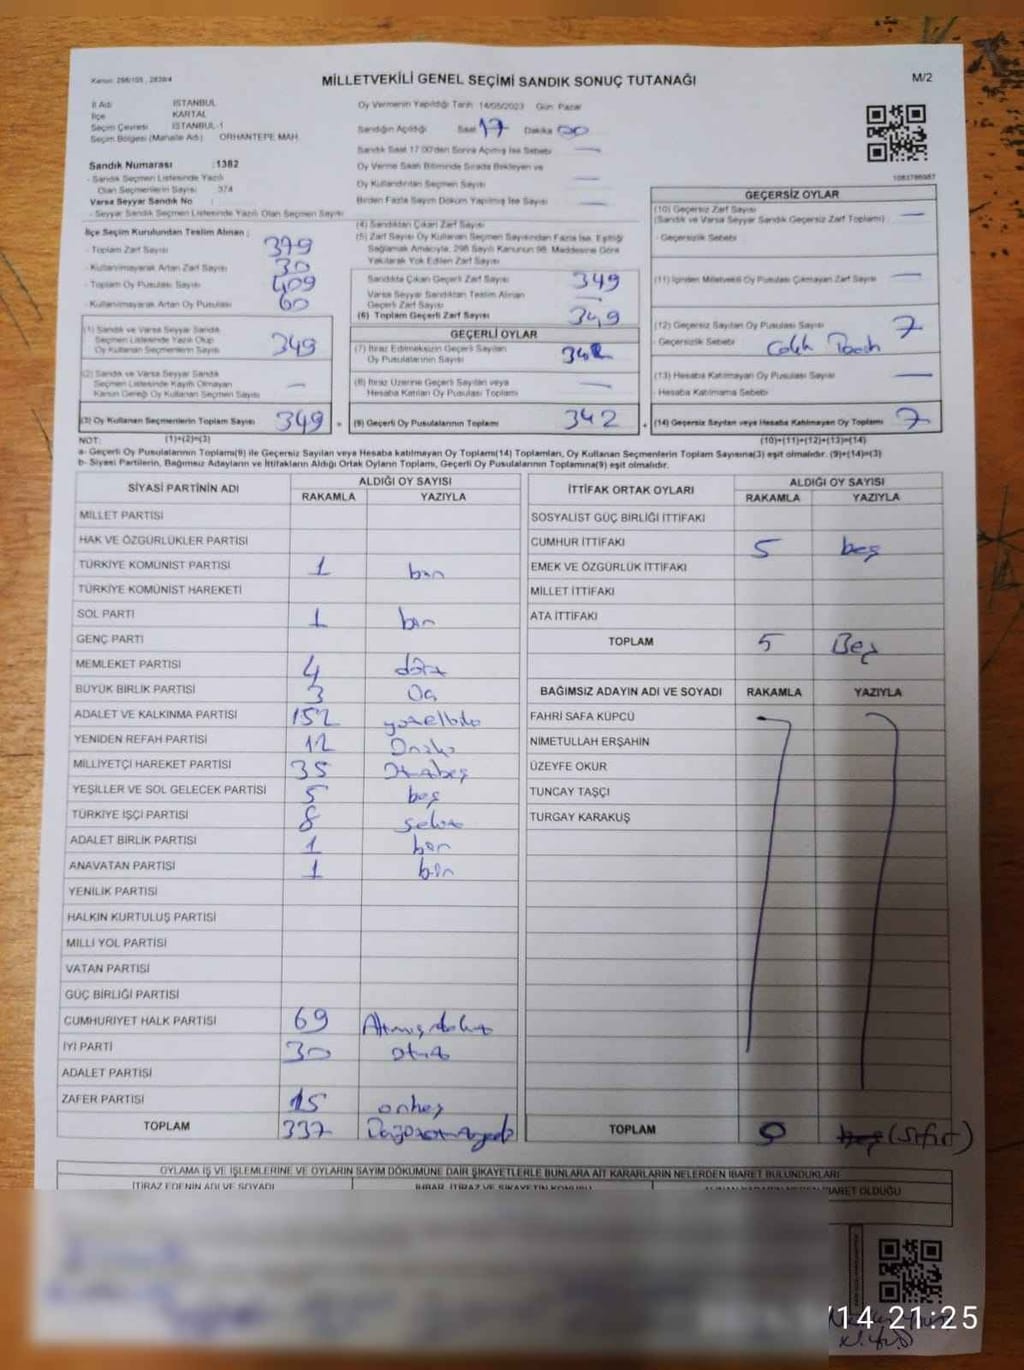 Kanun: 298/105, 2839/4
MİLLETVEKİLİ GENEL SEÇİMİ SANDIK SONUÇ TUTANAĞI
M/2
İl Adı İSTANBUL
İlçe KARTAL
Seçim Çevresi İSTANBUL-1
Seçim Bölgesi (Mahalle Adı) ORHANTEPE MAH.
Oy Vermenin Yapıldığı Tarih 14/05/2023 Gün Pazar
Sandığın Açıldığı Saat 17 Dakika 00
Sandık Saat 17:00'den Sonra Açılmış İse Sebebi —
Oy Verme Saati Bitiminde Sırada Bekleyen ve
Oy Kullandırılan Seçmen Sayısı —
Birden Fazla Sayım Döküm Yapılmış İse Sayısı —
1083786987
Sandık Numarası : 1382
- Sandık Seçmen Listesinde Yazılı
Olan Seçmenlerin Sayısı : 374
Varsa Seyyar Sandık No
- Seyyar Sandık Seçmen Listesinde Yazılı Olan Seçmen Sayısı
İlçe Seçim Kurulundan Teslim Alınan ;
- Toplam Zarf Sayısı 379
- Kullanılmayarak Artan Zarf Sayısı 30
- Toplam Oy Pusulası Sayısı 409
- Kullanılmayarak Artan Oy Pusulası 60
(1) Sandık ve Varsa Seyyar Sandık
Seçmen Listesinde Yazılı Olup
Oy Kullanan Seçmenlerin Sayısı 349
(2) Sandık ve Varsa Seyyar Sandık
Seçmen Listesinde Kayıtlı Olmayan
Kanun Gereği Oy Kullanan Seçmen Sayısı —
(3) Oy Kullanan Seçmenlerin Toplam Sayısı 349 =
(4) Sandıktan Çıkan Zarf Sayısı
(5) Zarf Sayısı Oy Kullanan Seçmen Sayısından Fazla İse, Eşitliği
Sağlamak Amacıyla, 298 Sayılı Kanunun 98. Maddesine Göre
Yakılarak Yok Edilen Zarf Sayısı
Sandıkta Çıkan Geçerli Zarf Sayısı 349
Varsa Seyyar Sandıktan Teslim Alınan
Geçerli Zarf Sayısı —
(6) Toplam Geçerli Zarf Sayısı 349
GEÇERLİ OYLAR
(7) İtiraz Edilmeksizin Geçerli Sayılan
Oy Pusulalarının Sayısı 342
(8) İtiraz Üzerine Geçerli Sayılan veya
Hesaba Katılan Oy Pusulası Toplamı —
(9) Geçerli Oy Pusulalarının Toplamı 342 +
GEÇERSİZ OYLAR
(10) Geçersiz Zarf Sayısı
(Sandık ve Varsa Seyyar Sandık Geçersiz Zarf Toplamı) —
- Geçersizlik Sebebi
(11) İçinden Milletvekili Oy Pusulası Çıkmayan Zarf Sayısı —
(12) Geçersiz Sayılan Oy Pusulası Sayısı 7
- Geçersizlik Sebebi
(13) Hesaba Katılmayan Oy Pusulası Sayısı —
- Hesaba Katılmama Sebebi
(14) Geçersiz Sayılan veya Hesaba Katılmayan Oy Toplamı 7
NOT: (1)+(2)=(3) (10)+(11)+(12)+(13)=(14)
a- Geçerli Oy Pusulalarının Toplamı(9) ile Geçersiz Sayılan veya Hesaba katılmayan Oy Toplamı(14) Toplamları, Oy Kullanan Seçmenlerin Toplam Sayısına(3) eşit olmalıdır. (9)+(14)=(3)
b- Siyasi Partilerin, Bağımsız Adayların ve İttifakların Aldığı Ortak Oyların Toplamı, Geçerli Oy Pusulalarının Toplamına(9) eşit olmalıdır.
SİYASİ PARTİNİN ADI ALDIĞI OY SAYISI
RAKAMLA YAZIYLA
MİLLET PARTİSİ
HAK VE ÖZGÜRLÜKLER PARTİSİ
TÜRKİYE KOMÜNİST PARTİSİ 1 bir
TÜRKİYE KOMÜNİST HAREKETİ
SOL PARTİ 1 bir
GENÇ PARTİ
MEMLEKET PARTİSİ 4 dört
BÜYÜK BİRLİK PARTİSİ 3 Üç
ADALET VE KALKINMA PARTİSİ 152 yüzelliiki
YENİDEN REFAH PARTİSİ 12 Oniki
MİLLİYETÇİ HAREKET PARTİSİ 35 Otuzbeş
YEŞİLLER VE SOL GELECEK PARTİSİ 5 beş
TÜRKİYE İŞÇİ PARTİSİ 8 sekiz
ADALET BİRLİK PARTİSİ 1 bir
ANAVATAN PARTİSİ 1 bir
YENİLİK PARTİSİ
HALKIN KURTULUŞ PARTİSİ
MİLLİ YOL PARTİSİ
VATAN PARTİSİ
GÜÇ BİRLİĞİ PARTİSİ
CUMHURİYET HALK PARTİSİ 69 Atmışdokuz
İYİ PARTİ 30 otuz
ADALET PARTİSİ
ZAFER PARTİSİ 15 onbeş
TOPLAM 337 Üçyüzotuzyedi
İTTİFAK ORTAK OYLARI ALDIĞI OY SAYISI
RAKAMLA YAZIYLA
SOSYALİST GÜÇ BİRLİĞİ İTTİFAKI
CUMHUR İTTİFAKI 5 beş
EMEK VE ÖZGÜRLÜK İTTİFAKI
MİLLET İTTİFAKI
ATA İTTİFAKI
TOPLAM 5 Beş
BAĞIMSIZ ADAYIN ADI VE SOYADI RAKAMLA YAZIYLA
FAHRİ SAFA KÜPCÜ
NİMETULLAH ERŞAHİN
ÜZEYFE OKUR
TUNCAY TAŞÇI
TURGAY KARAKUŞ
TOPLAM 0 beş (Sıfır)
OYLAMA İŞ VE İŞLEMLERİNE VE OYLARIN SAYIM DÖKÜMÜNE DAİR ŞİKAYETLERLE BUNLARA AİT KARARLARIN NELERDEN İBARET BULUNDUKLARI
İTİRAZ EDENİN ADI VE SOYADI İHBAR, İTİRAZ VE ŞİKAYETİN KONUSU
İBARET OLDUĞU
/14 21:25